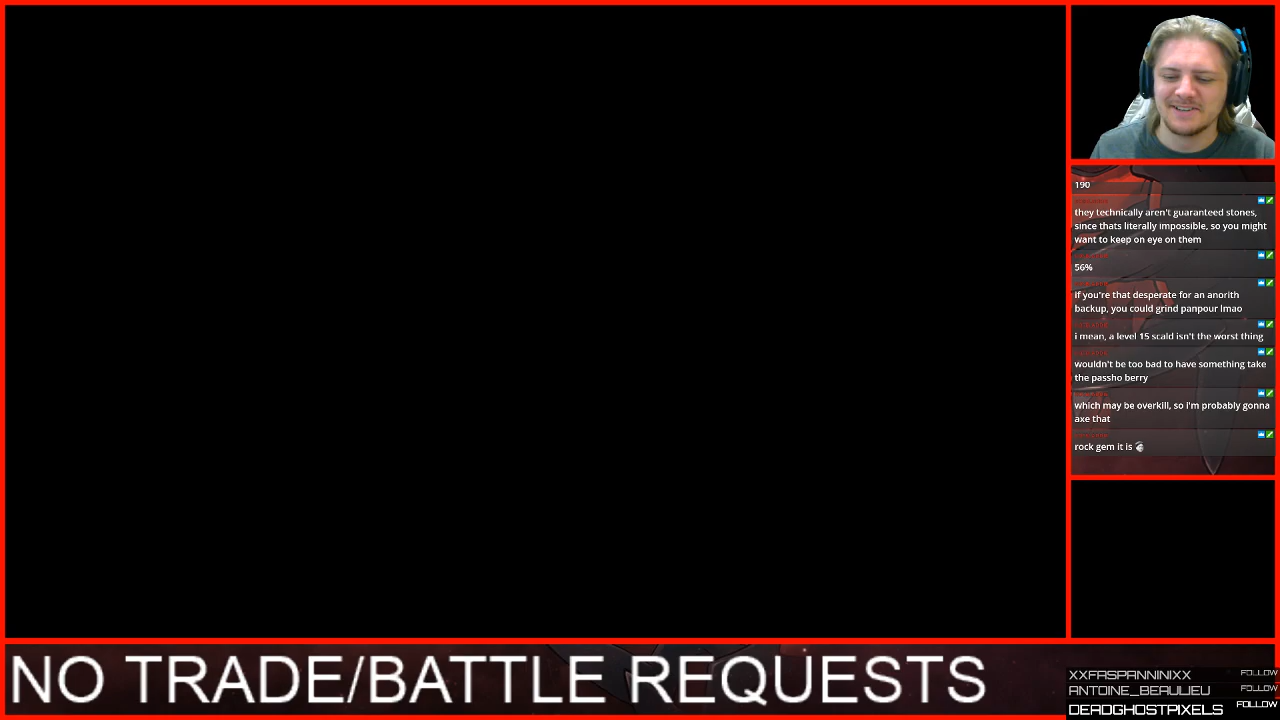 190
they technically aren't guaranteed stones,
since thats literally impossible, so you might
want to keep on eye on them
56%
if you're that desperate for an anorith
backup, you could grind panpour lmao
i mean, a level 15 scald isn't the worst thing
wouldn't be too bad to have something take
the passho berry
which may be overkill, so I'm probably gonna
axe that
rock gem it is
NO TRADE/BATTLE REQUESTS
XXFASPANNINIXX FOLLOW
ANTOINE_BEAULIEU FOLLOW
DEADGHOSTPIXELS FOLLOW